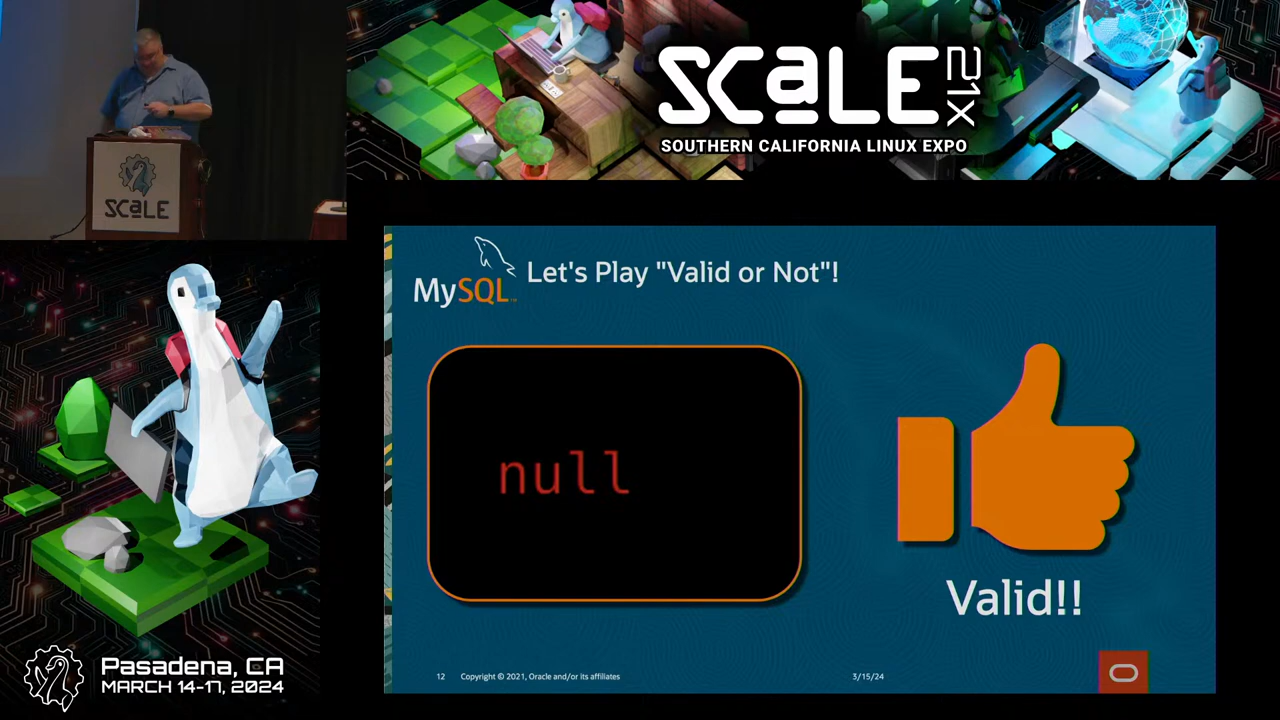 SCaLE
21X
SOUTHERN CALIFORNIA LINUX EXPO
SCaLE
MySQL
Let's Play "Valid or Not"!
null
Valid!!
12 Copyright © 2021, Oracle and/or its affiliates 3/15/24
Pasadena, CA
MARCH 14-17, 2024